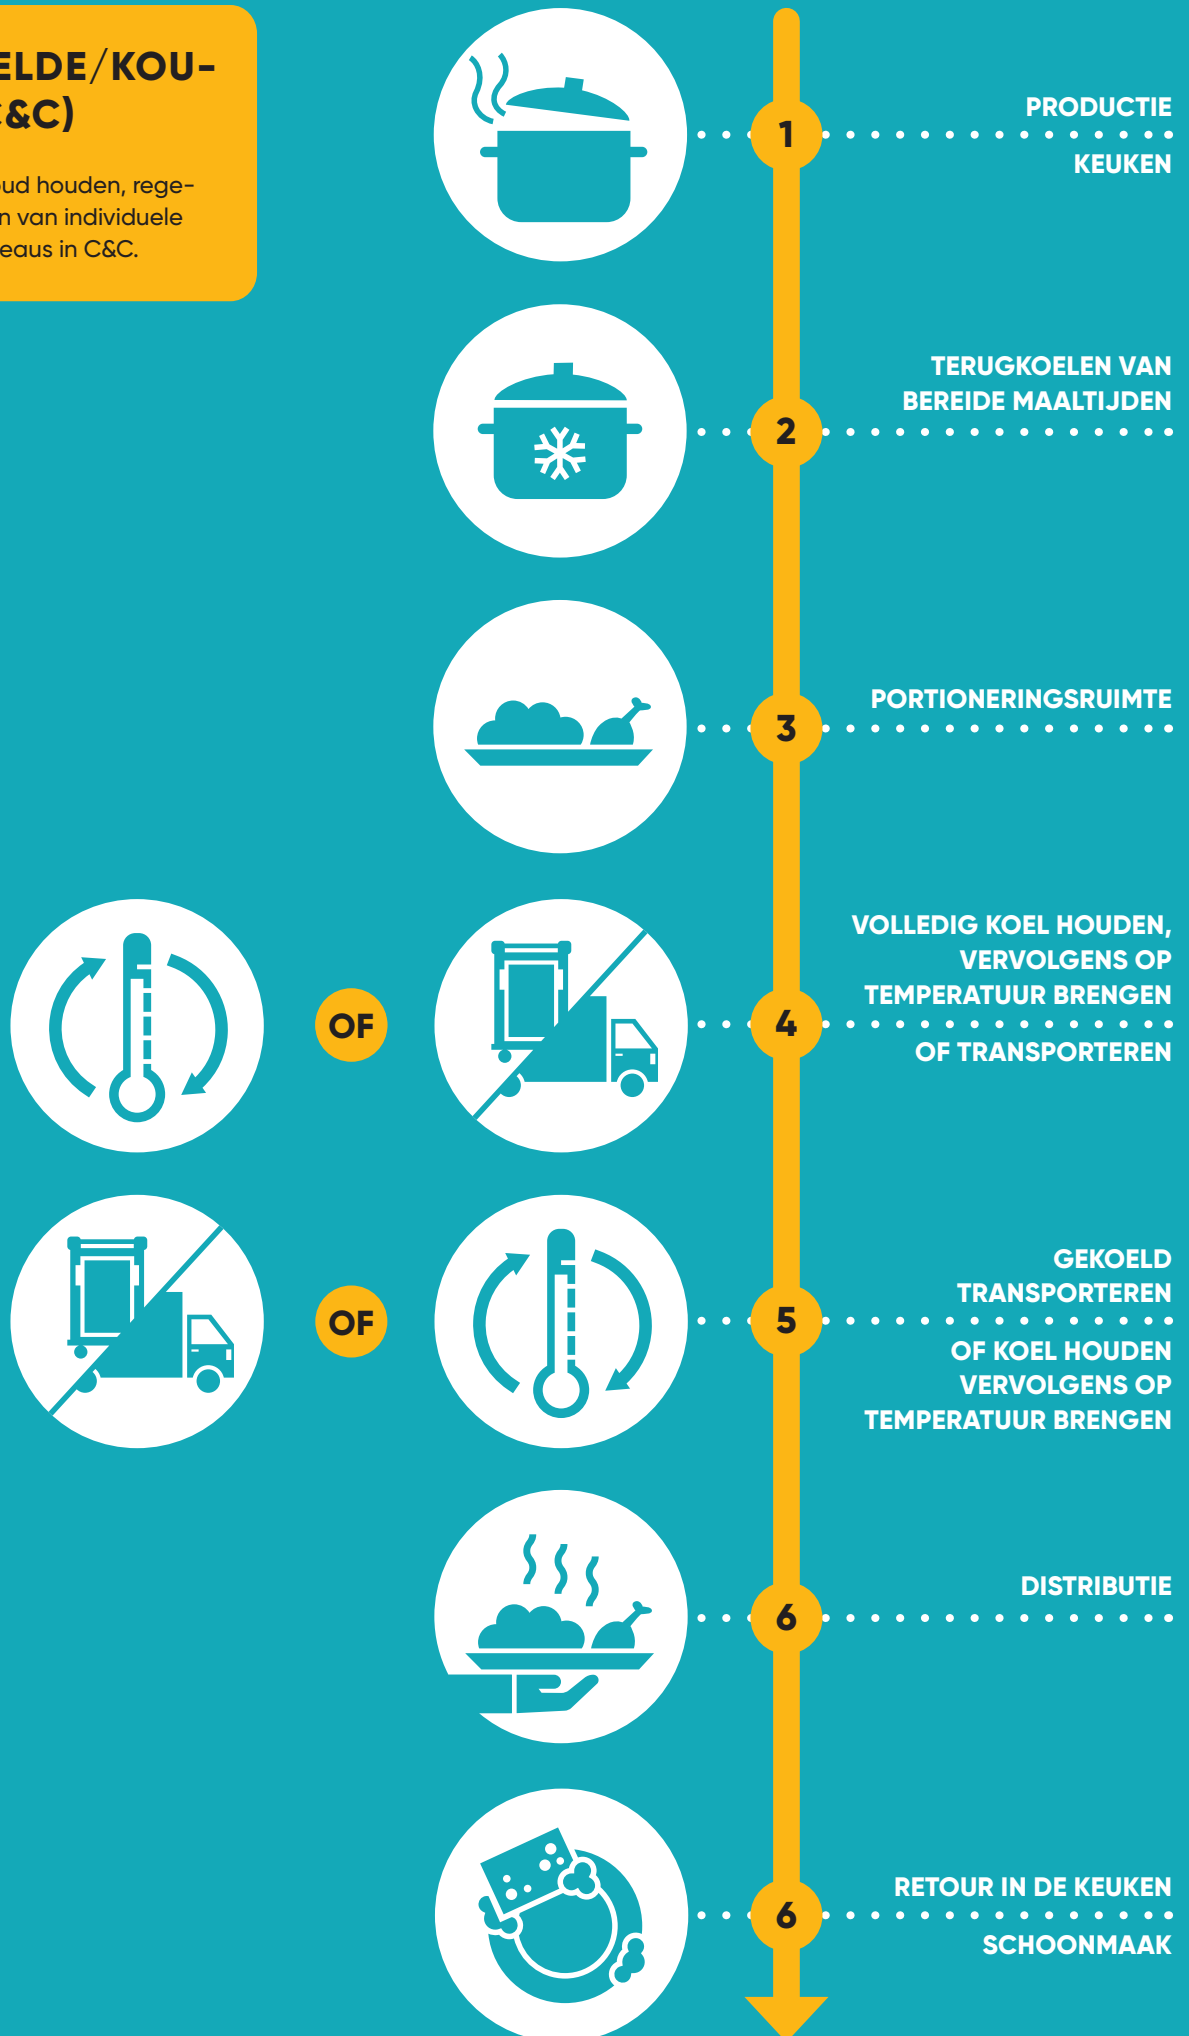 ELDE/KOU-
C&C)
oud houden, rege-
n van individuele
eaus in C&C.
1
PRODUCTIE
KEUKEN
TERUGKOELEN VAN
BEREIDE MAALTIJDEN
2
PORTIONERINGSRUIMTE
3
VOLLEDIG KOEL HOUDEN,
VERVOLGENS OP
TEMPERATUUR BRENGEN
OF
4
OF TRANSPORTEREN
GEKOELD
TRANSPORTEREN
OF
5
OF KOEL HOUDEN
VERVOLGENS OP
TEMPERATUUR BRENGEN
DISTRIBUTIE
6
RETOUR IN DE KEUKEN
6
SCHOONMAAK